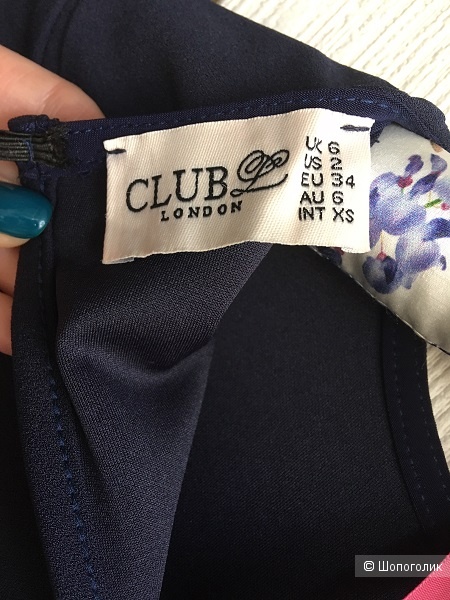 CLUB L
LONDON
UK 6
US 2
EU 34
AU 6
INT XS
© Шопоголик